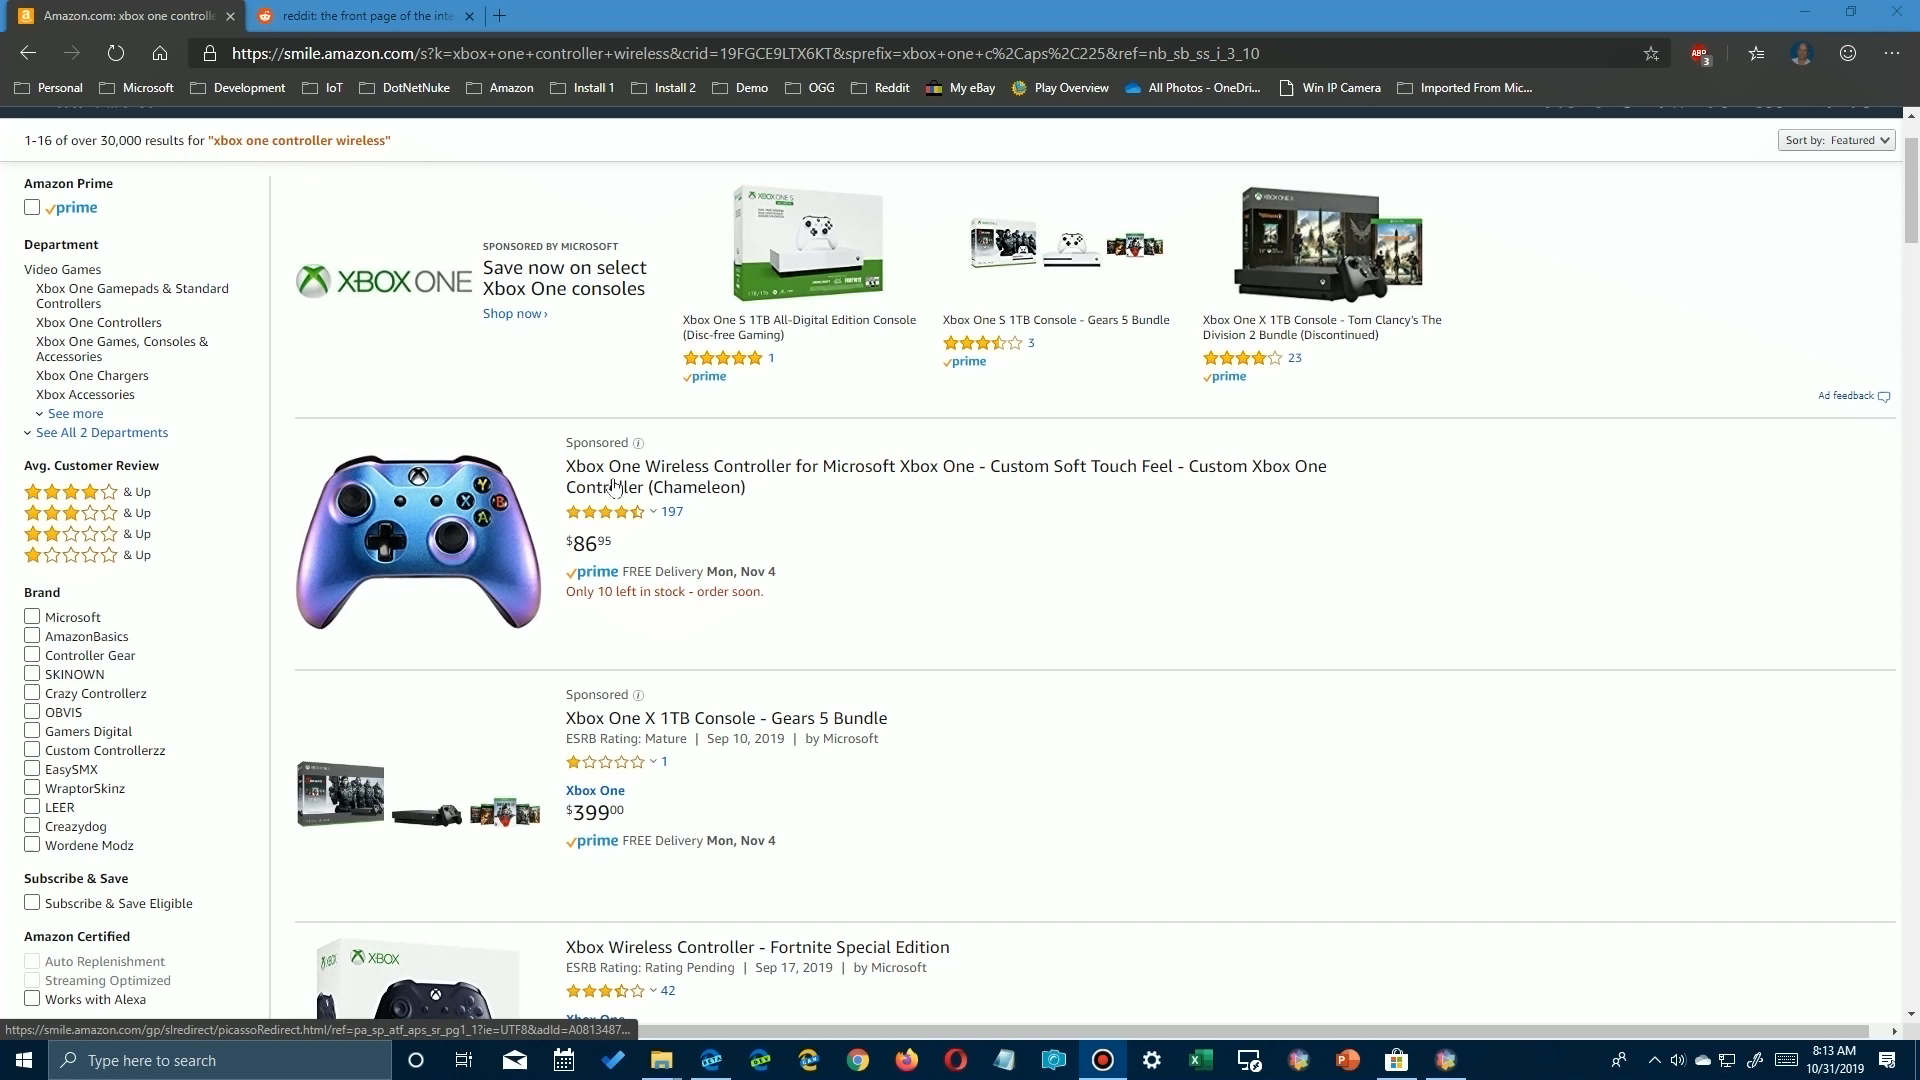 Amazon.com: xbox one controlle
reddit: the front page of the inte
https://smile.amazon.com/s?k=xbox+one+controller+wireless&crid=19FGCE9LTX6KT&sprefix=xbox+one+c%2Caps%2C225&ref=nb_sb_ss_i_3_10
ABP 3
Personal Microsoft Development IoT DotNetNuke Amazon Install 1 Install 2 Demo OGG Reddit My eBay Play Overview All Photos - OneDri... Win IP Camera Imported From Mic...
1-16 of over 30,000 results for "xbox one controller wireless"
Sort by: Featured
Amazon Prime
prime
Department
Video Games
Xbox One Gamepads & Standard
Controllers
Xbox One Controllers
Xbox One Games, Consoles &
Accessories
Xbox One Chargers
Xbox Accessories
See more
See All 2 Departments
Avg. Customer Review
& Up
& Up
& Up
& Up
Brand
Microsoft
AmazonBasics
Controller Gear
SKINOWN
Crazy Controllerz
OBVIS
Gamers Digital
Custom Controllerzz
EasySMX
WraptorSkinz
LEER
Creazydog
Wordene Modz
Subscribe & Save
Subscribe & Save Eligible
Amazon Certified
Auto Replenishment
Streaming Optimized
Works with Alexa
XBOX ONE
SPONSORED BY MICROSOFT
Save now on select
Xbox One consoles
Shop now›
XBOX ONE S
Xbox One S 1TB All-Digital Edition Console
(Disc-free Gaming)
1
prime
Xbox One S 1TB Console - Gears 5 Bundle
3
prime
Xbox One X 1TB Console - Tom Clancy's The
Division 2 Bundle (Discontinued)
23
prime
Ad feedback
Y
X
B
A
Sponsored
Xbox One Wireless Controller for Microsoft Xbox One - Custom Soft Touch Feel - Custom Xbox One
Controller (Chameleon)
197
$8695
prime FREE Delivery Mon, Nov 4
Only 10 left in stock - order soon.
Sponsored
Xbox One X 1TB Console - Gears 5 Bundle
ESRB Rating: Mature | Sep 10, 2019 | by Microsoft
1
Xbox One
$39900
prime FREE Delivery Mon, Nov 4
XBOX
Xbox Wireless Controller - Fortnite Special Edition
ESRB Rating: Rating Pending | Sep 17, 2019 | by Microsoft
42
Xbox One
https://smile.amazon.com/gp/slredirect/picassoRedirect.html/ref=pa_sp_atf_aps_sr_pg1_1?ie=UTF8&adId=A0813487...
Type here to search
BETA
DEV
CAN
8:13 AM
10/31/2019